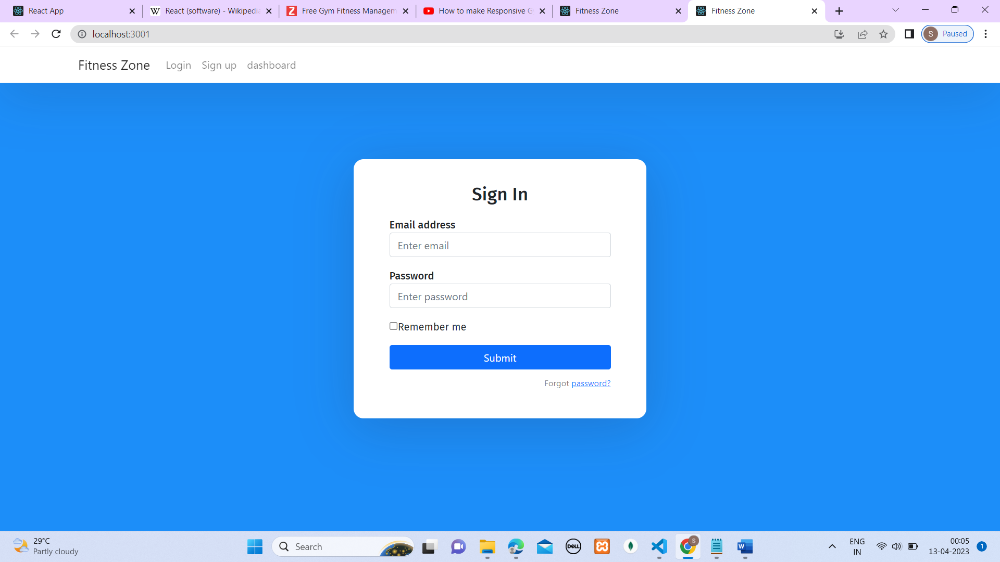 React App
React (software) - Wikipedia
Free Gym Fitness Managem
How to make Responsive Gy
Fitness Zone
Fitness Zone
localhost:3001
S Paused
Fitness Zone Login Sign up dashboard
Sign In
Email address
Enter email
Password
Enter password
Remember me
Submit
Forgot password?
29°C
Partly cloudy
Search
DELL
S
W
ENG
IN
00:05
13-04-2023
1